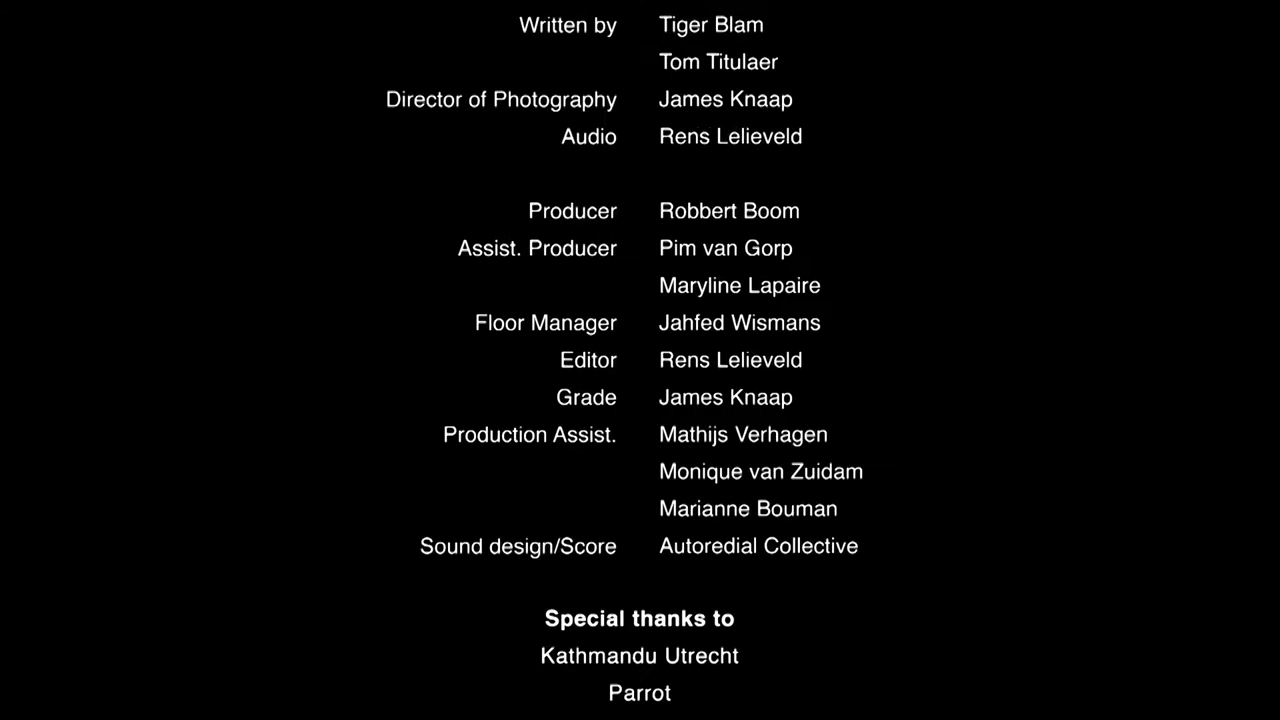 Written by Tiger Blam
Tom Titulaer
Director of Photography James Knaap
Audio Rens Lelieveld
Producer Robbert Boom
Assist. Producer Pim van Gorp
Maryline Lapaire
Floor Manager Jahfed Wismans
Editor Rens Lelieveld
Grade James Knaap
Production Assist. Mathijs Verhagen
Monique van Zuidam
Marianne Bouman
Sound design/Score Autoredial Collective
Special thanks to
Kathmandu Utrecht
Parrot